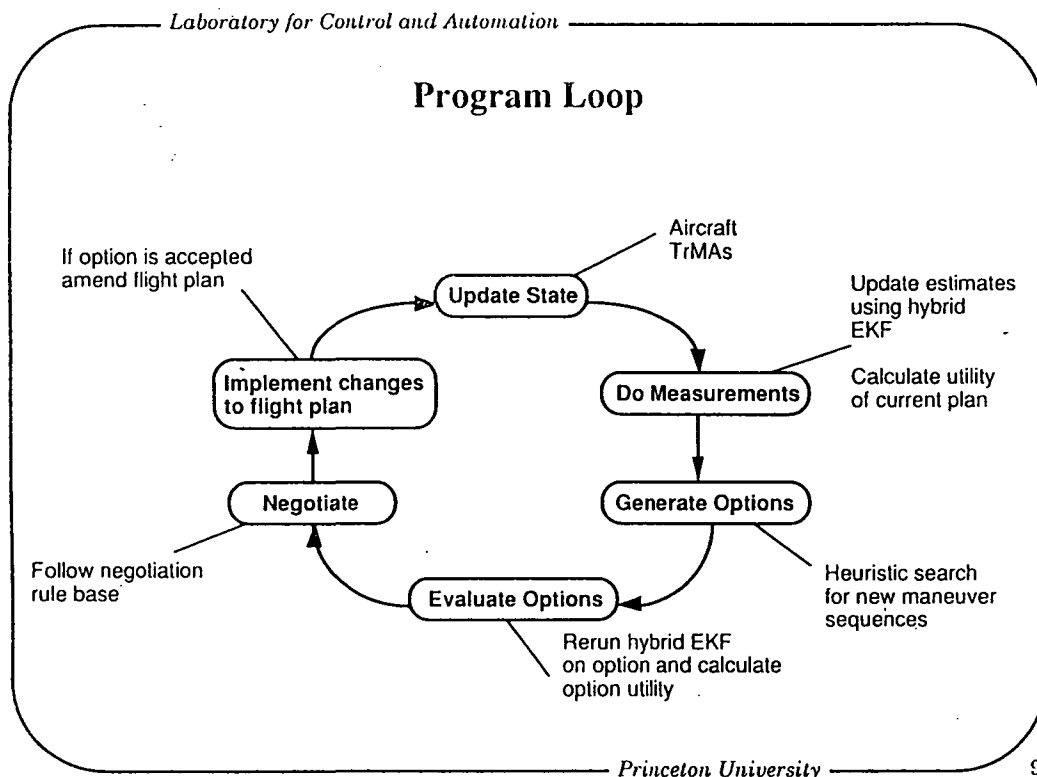 Laboratory for Control and Automation
Program Loop
Aircraft
TrMAs
If option is accepted
amend flight plan
Update State
Update estimates
using hybrid
EKF
Implement changes
to flight plan
Do Measurements
Calculate utility
of current plan
Negotiate
Generate Options
Follow negotiation
rule base
Evaluate Options
Heuristic search
for new maneuver
sequences
Rerun hybrid EKF
on option and calculate
option utility
Princeton University
9